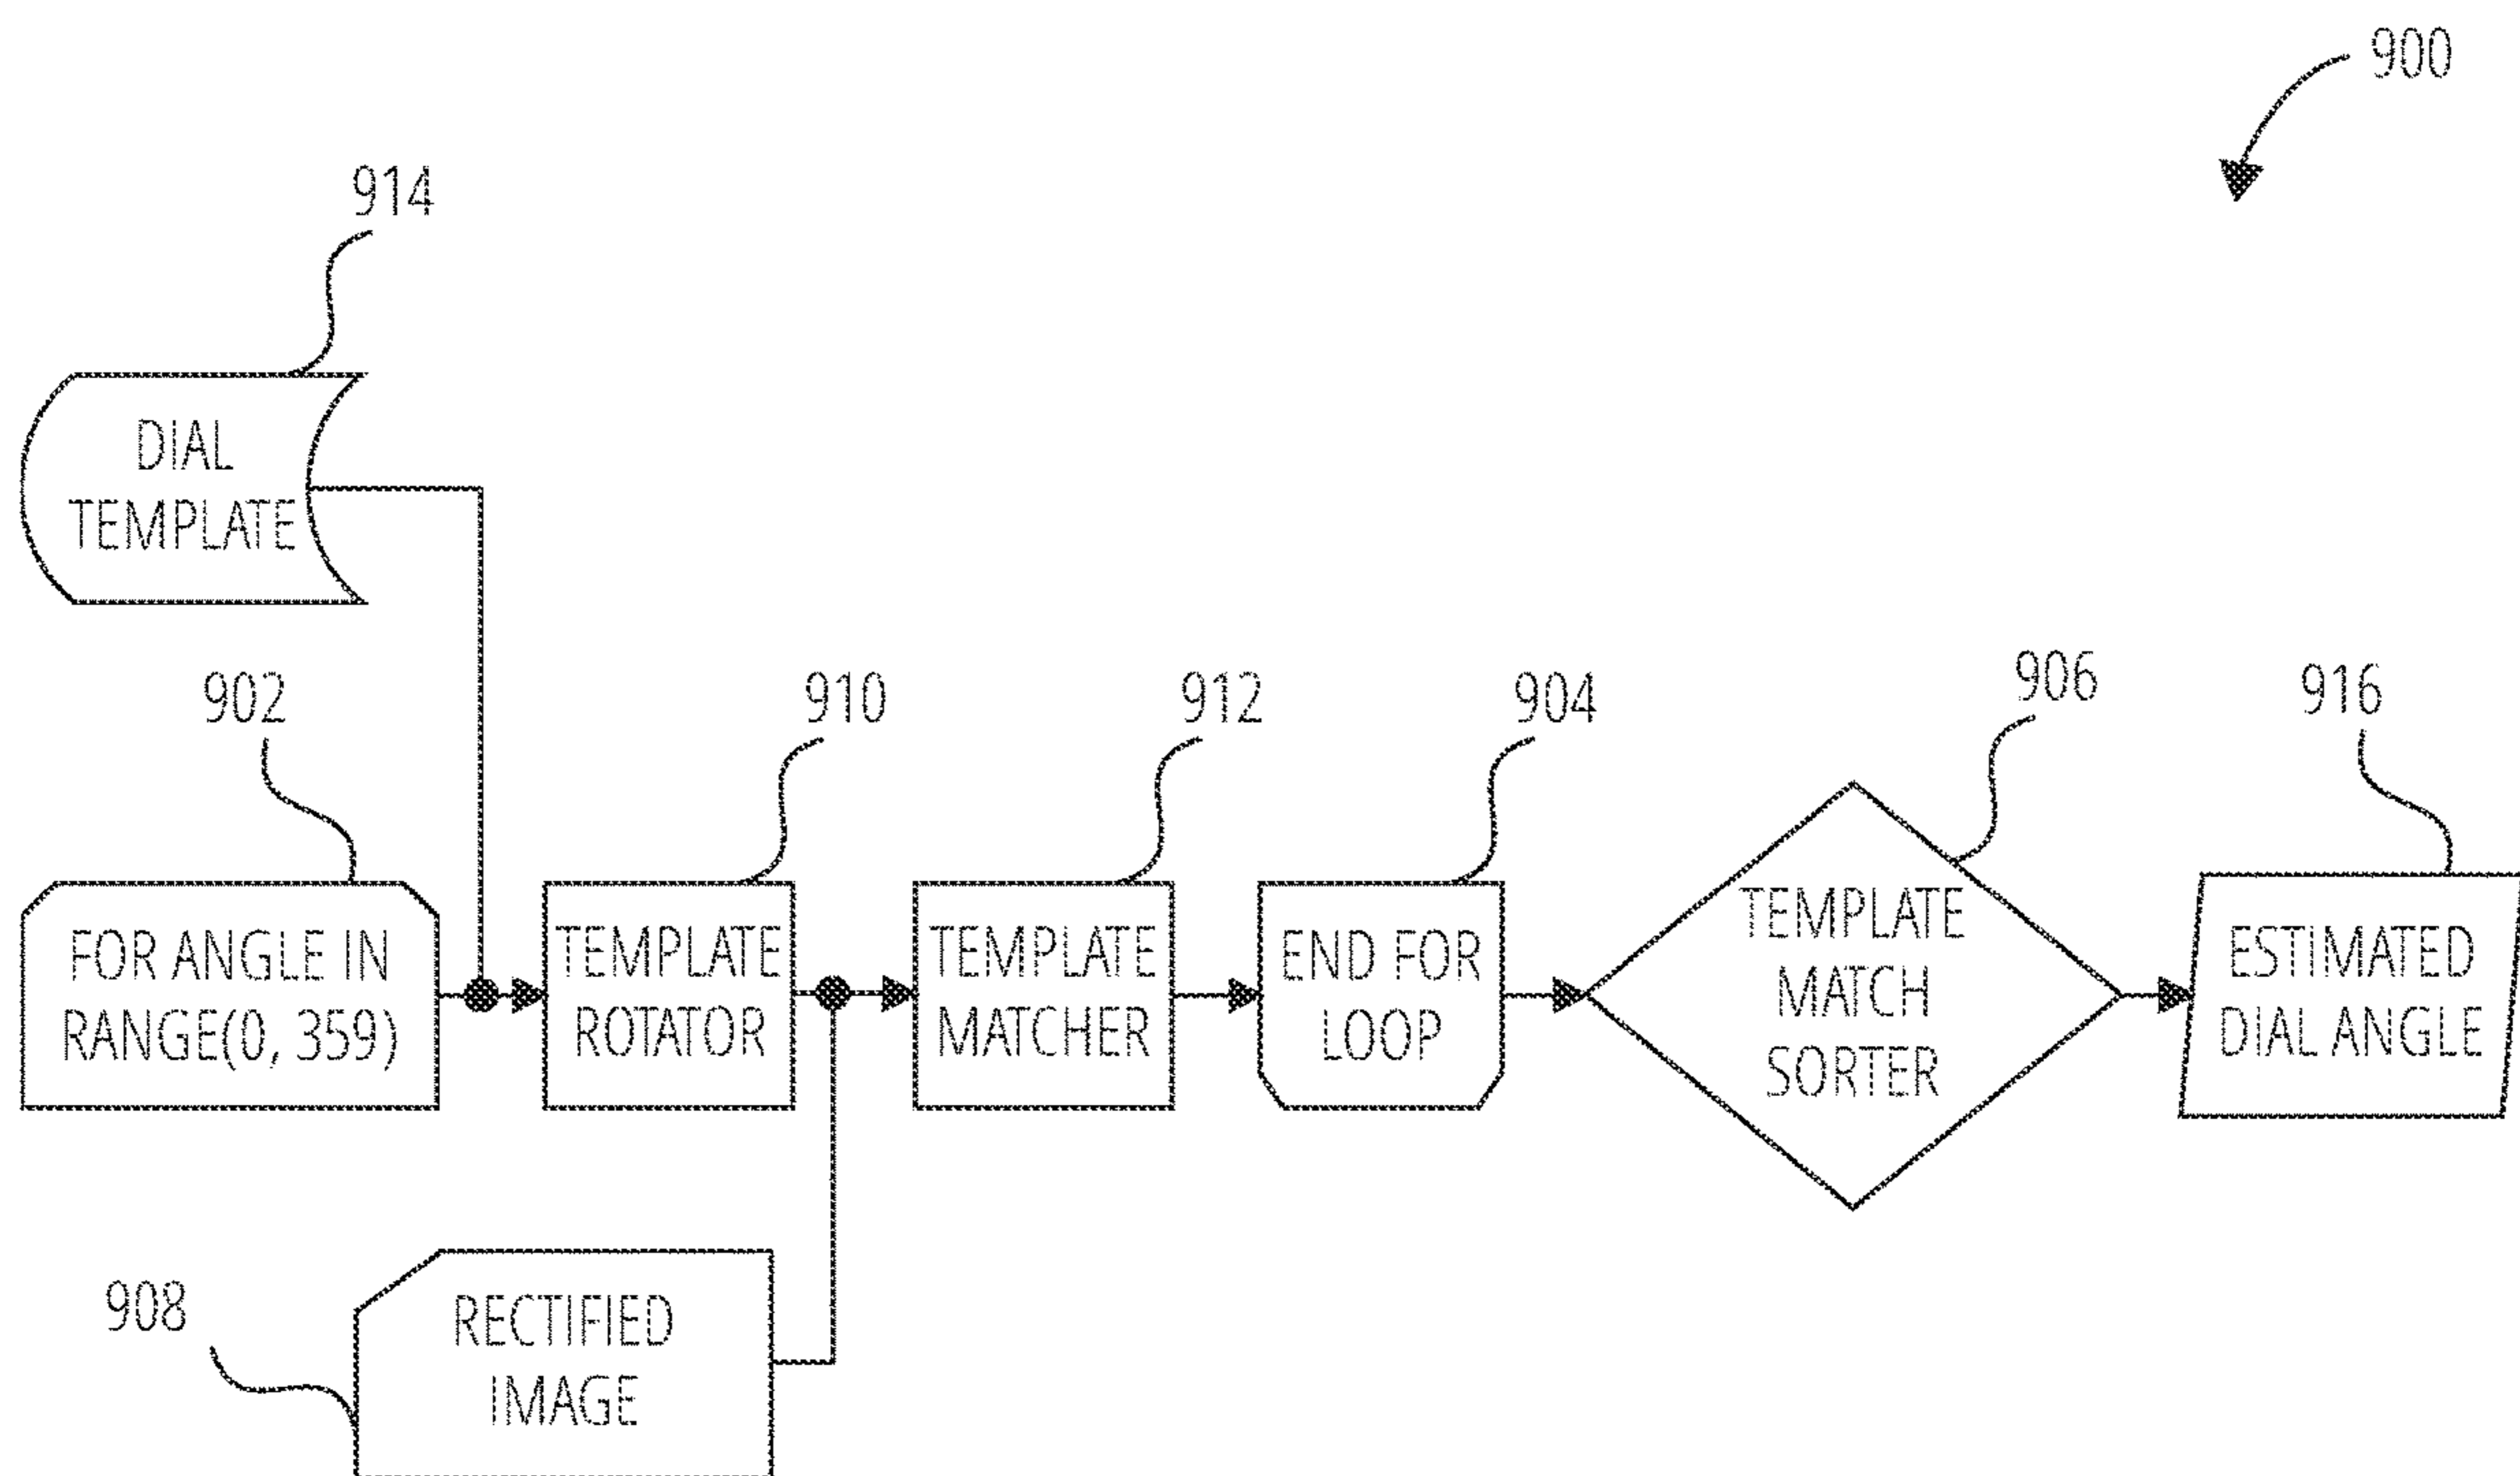 900
914
DIAL
TEMPLATE
902
910
912
904
906
916
FOR ANGLE IN
RANGE(0, 359)
TEMPLATE
ROTATOR
TEMPLATE
MATCHER
END FOR
LOOP
TEMPLATE
MATCH
SORTER
ESTIMATED
DIAL ANGLE
908
RECTIFIED
IMAGE